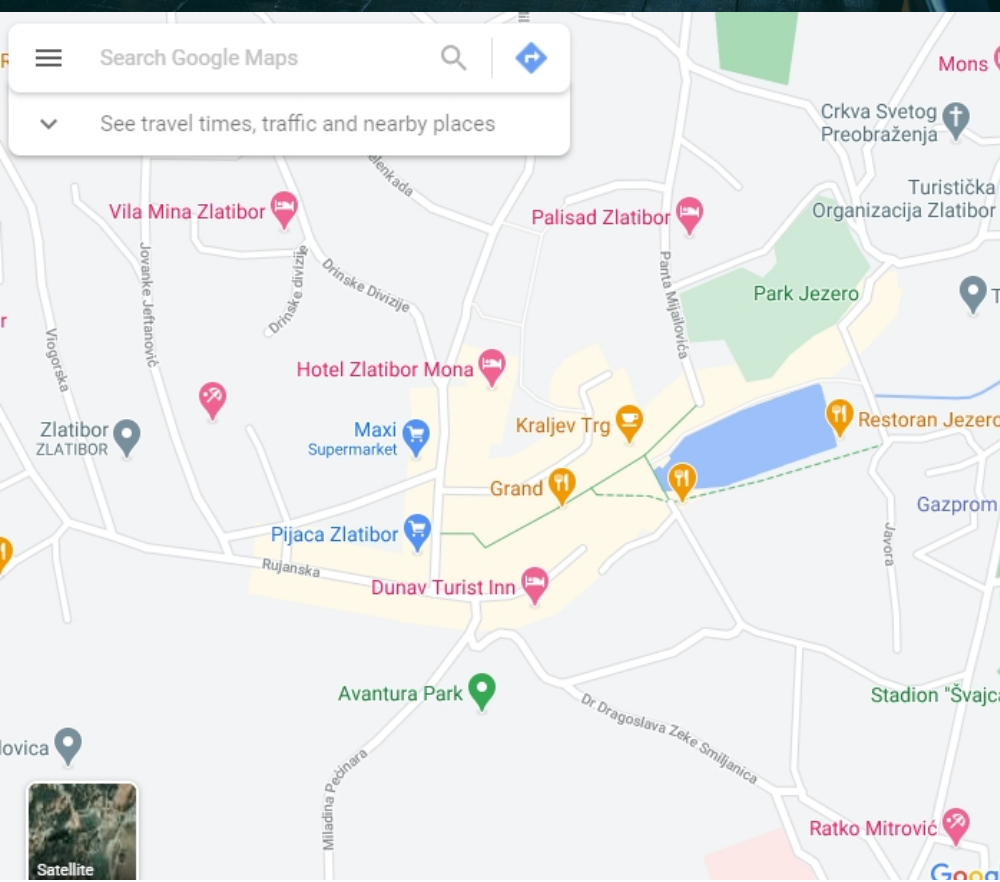 Search Google Maps
See travel times, traffic and nearby places
Mons
Crkva Svetog
Preobraženja
elenkada
Turistička
Organizacija Zlatibor
Vila Mina Zlatibor
Palisad Zlatibor
Jovanke Jeftanović
Drinske divizije
Drinske Divizije
Panta Mijailovića
Park Jezero
T
r
Viogorska
Hotel Zlatibor Mona
Zlatibor
ZLATIBOR
Maxi
Supermarket
Kraljev Trg
Restoran Jezero
Grand
Gazprom
Pijaca Zlatibor
Javora
Rujanska
Dunav Turist Inn
Avantura Park
Stadion "Švajca
Dr Dragoslava Zeke Smiljanica
lovica
Miladina Pećinara
Ratko Mitrović
Satellite
Goog